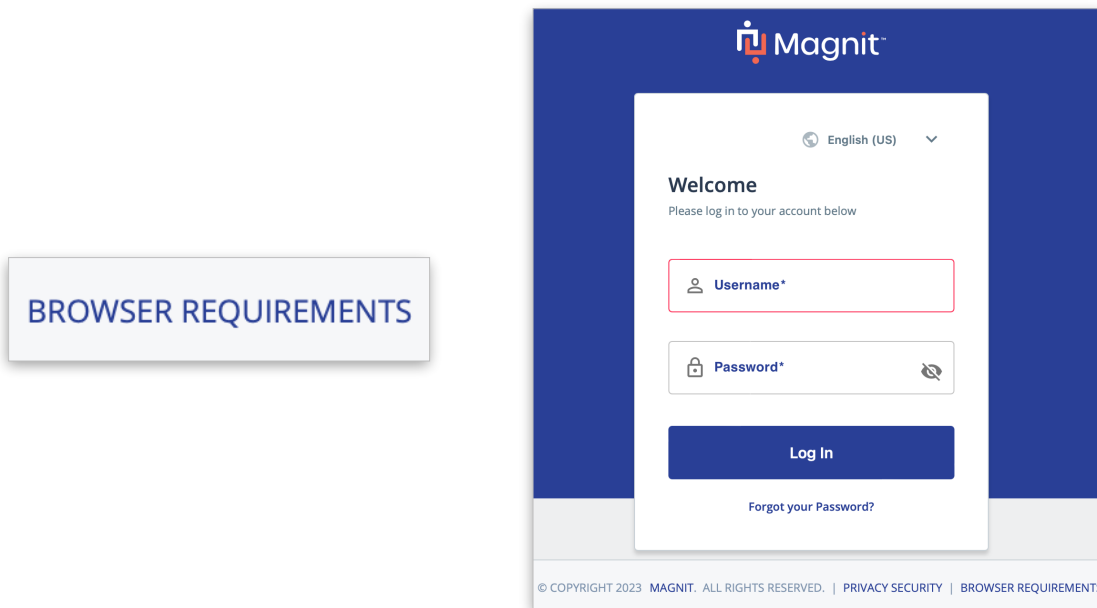 BROWSER REQUIREMENTS
Magnit™
English (US)
Welcome
Please log in to your account below
Username*
Password*
Log In
Forgot your Password?
© COPYRIGHT 2023 MAGNIT. ALL RIGHTS RESERVED. | PRIVACY SECURITY | BROWSER REQUIREMENTS